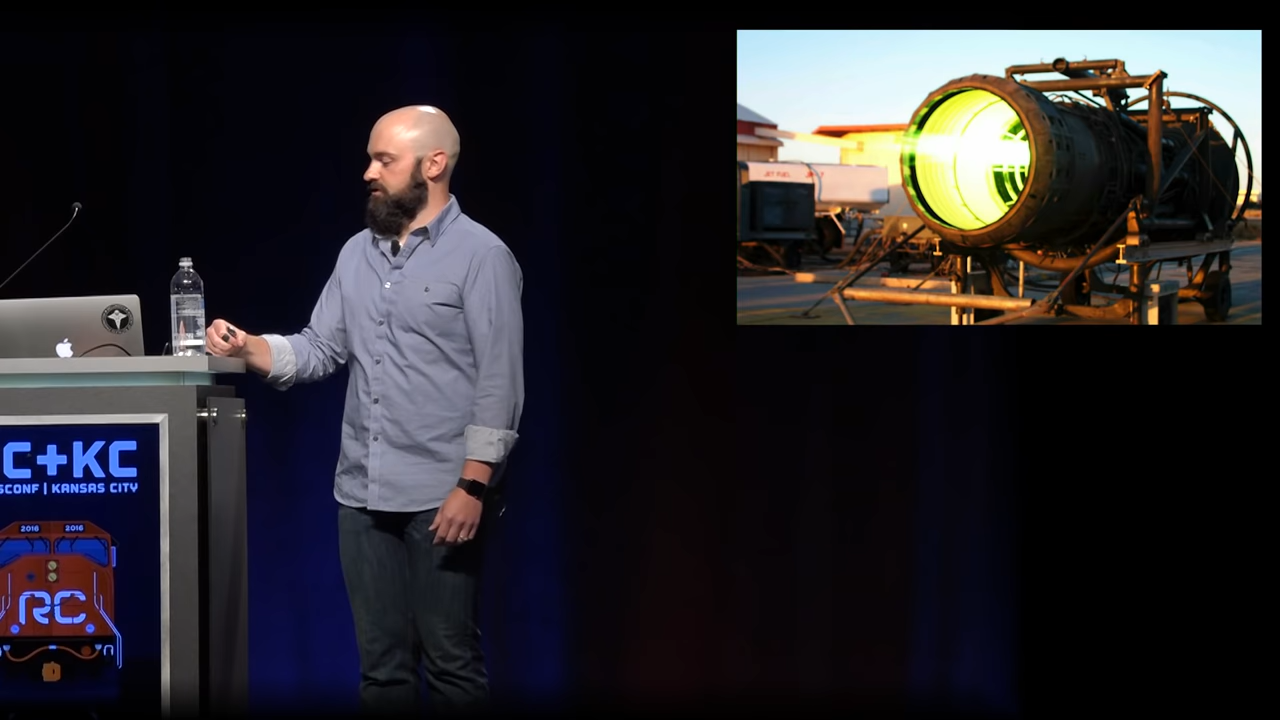 C+KC
SCONF | KANSAS CITY
2016 2016
RC
JET FUEL